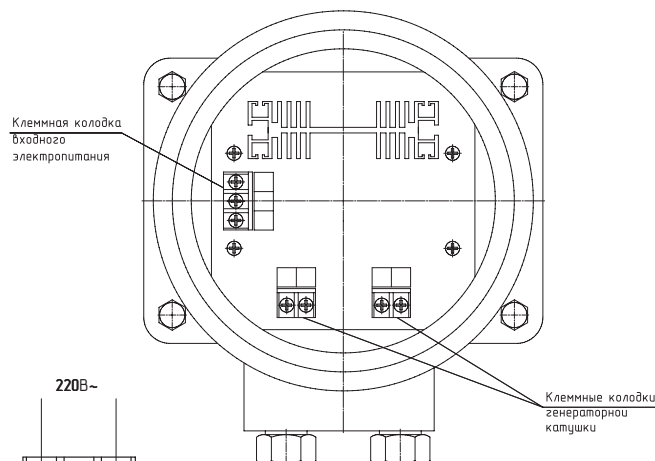 Клеммная колодка
входного
электропитания
220В~
Клеммные колодки
генераторной
катушки